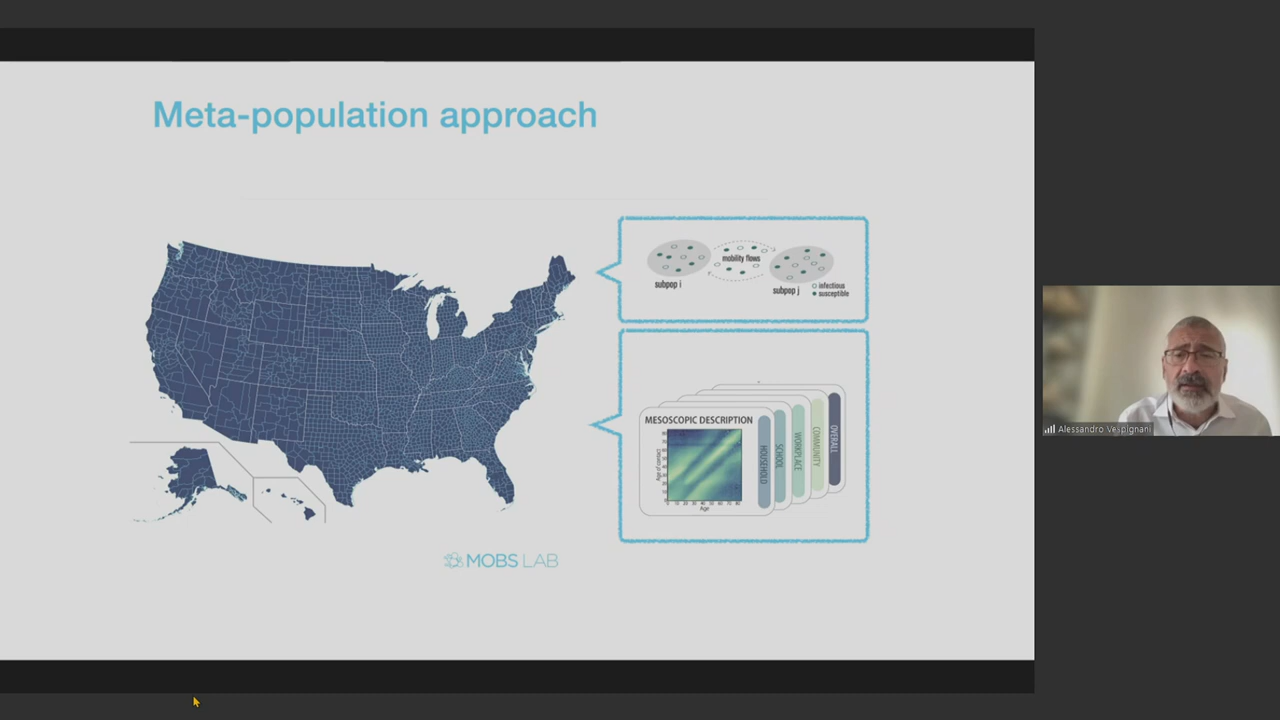 Meta-population approach
mobility flows
subpop i
subpop j
infectious
susceptible
MESOSCOPIC DESCRIPTION
HOUSEHOLD
SCHOOL
WORKPLACE
COMMUNITY
OVERALL
Age
MOBS LAB
Alessandro Vespignani